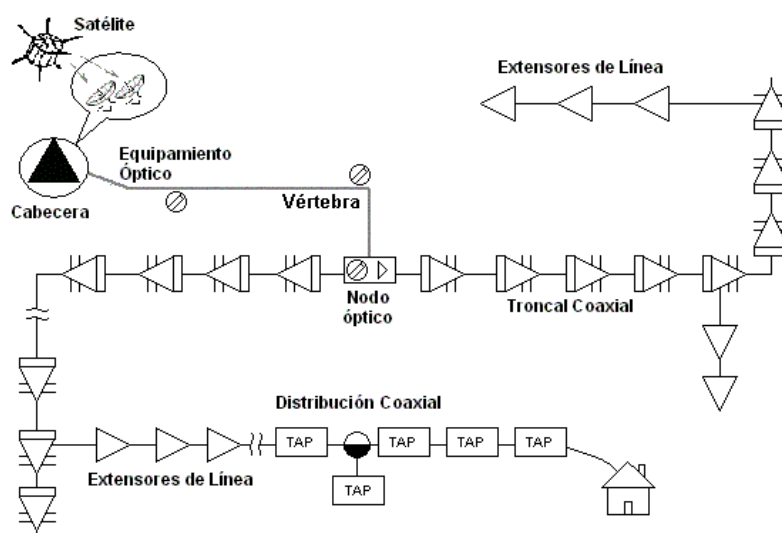 Satélite
Extensores de Línea
Equipamiento
Óptico
Cabecera
Vértebra
Nodo
óptico
Troncal Coaxial
Distribución Coaxial
TAP
TAP
TAP
TAP
Extensores de Línea
TAP